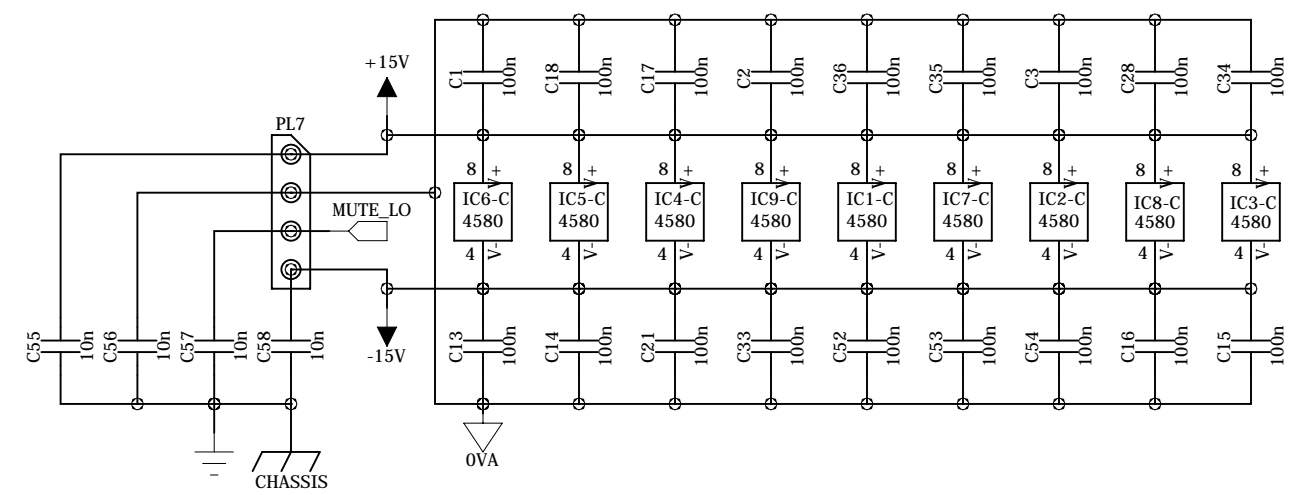 +15V
C1 100n
C18 100n
C17 100n
C2 100n
C36 100n
C35 100n
C3 100n
C28 100n
C34 100n
PL7
MUTE_LO
8 V+
IC6-C
4580
4 V-
8 V+
IC5-C
4580
4 V-
8 V+
IC4-C
4580
4 V-
8 V+
IC9-C
4580
4 V-
8 V+
IC1-C
4580
4 V-
8 V+
IC7-C
4580
4 V-
8 V+
IC2-C
4580
4 V-
8 V+
IC8-C
4580
4 V-
8 V+
IC3-C
4580
4 V-
C55 10n
C56 10n
C57 10n
C58 10n
-15V
C13 100n
C14 100n
C21 100n
C33 100n
C52 100n
C53 100n
C54 100n
C16 100n
C15 100n
CHASSIS
0VA